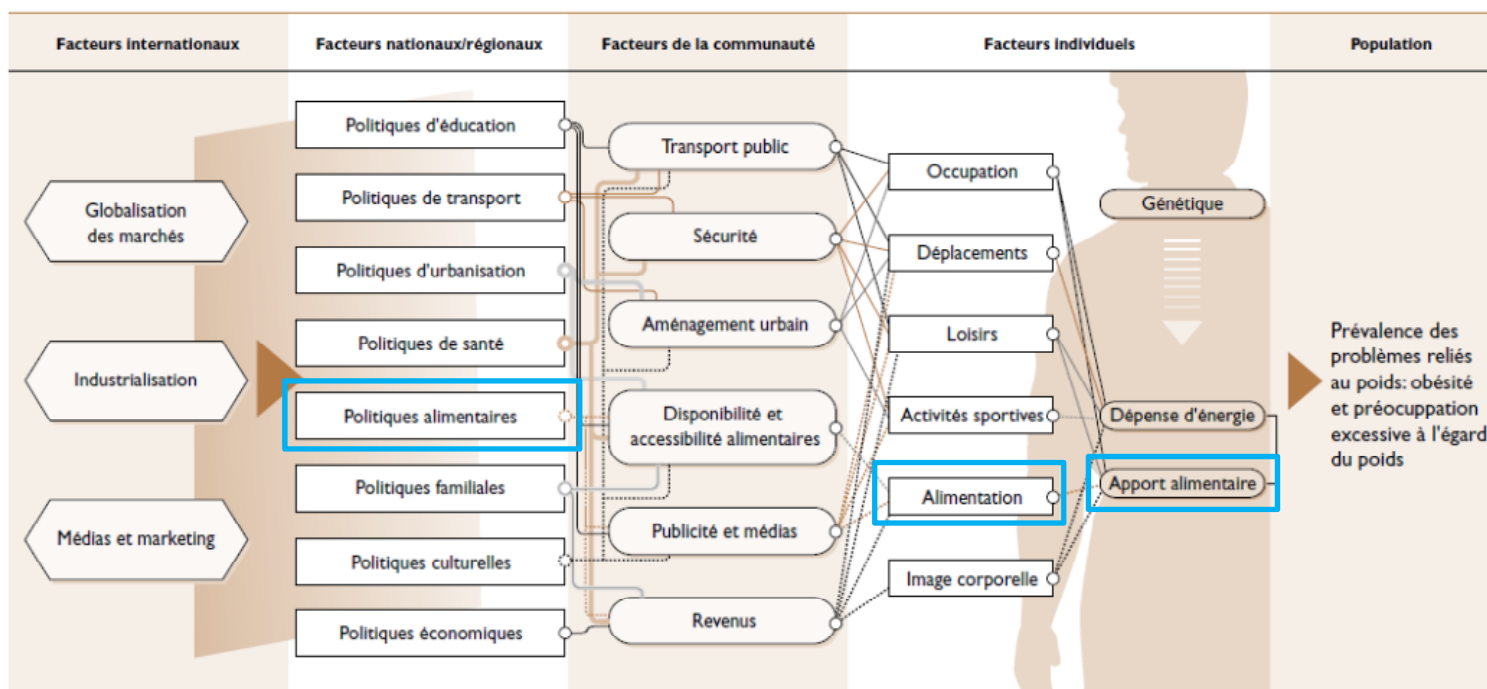 Facteurs internationaux
Facteurs nationaux/régionaux
Facteurs de la communauté
Facteurs individuels
Population
Globalisation
des marchés
Industrialisation
Médias et marketing
Politiques d'éducation
Politiques de transport
Politiques d'urbanisation
Politiques de santé
Politiques alimentaires
Politiques familiales
Politiques culturelles
Politiques économiques
Transport public
Sécurité
Aménagement urbain
Disponibilité et
accessibilité alimentaires
Publicité et médias
Revenus
Occupation
Déplacements
Loisirs
Activités sportives
Alimentation
Image corporelle
Génétique
Dépense d'énergie
Apport alimentaire
Prévalence des
problèmes reliés
au poids: obésité
et préoccupation
excessive à l'égard
du poids